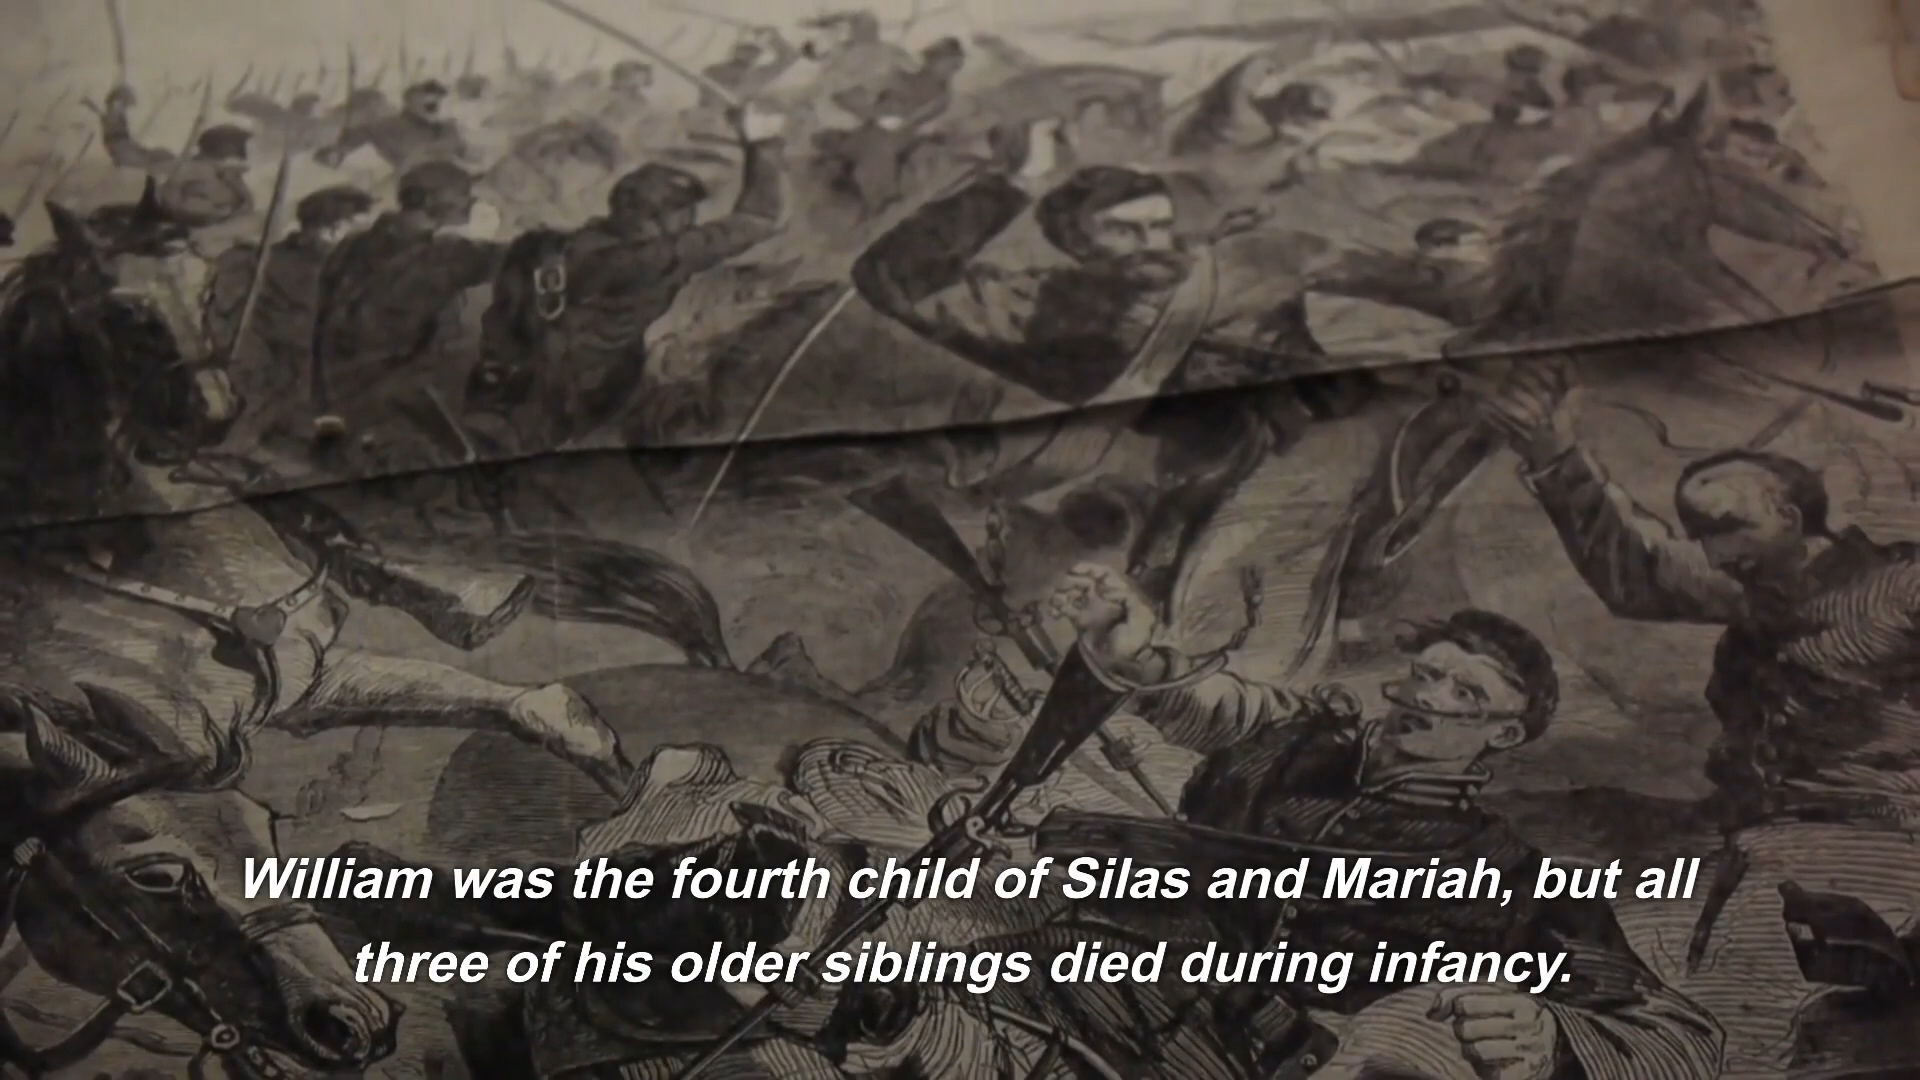 William was the fourth child of Silas and Mariah, but all
three of his older siblings died during infancy.